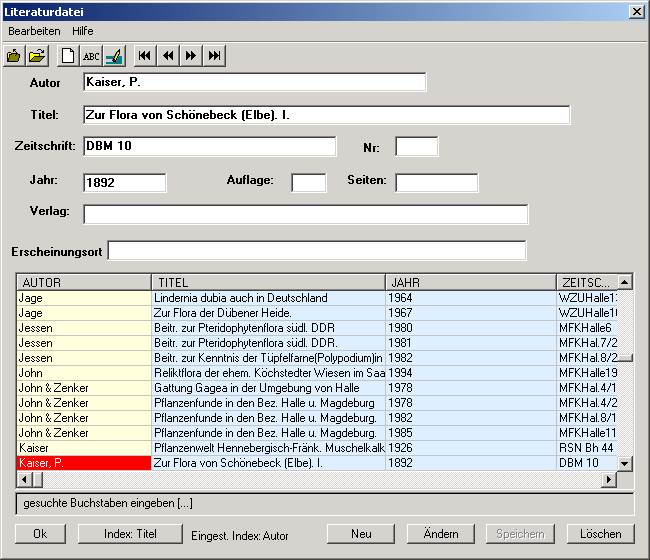 Literaturdatei
Bearbeiten Hilfe
ABC
Autor Kaiser, P.
Titel: Zur Flora von Schönebeck (Elbe). I.
Zeitschrift: DBM 10 Nr:
Jahr: 1892 Auflage: Seiten:
Verlag:
Erscheinungsort
AUTOR TITEL JAHR ZEITSC...
Jage Lindernia dubia auch in Deutschland 1964 WZUHalle13
Jage Zur Flora der Dübener Heide. 1967 WZUHalle16
Jessen Beitr. zur Pteridophytenflora südl. DDR 1980 MFKHalle6
Jessen Beitr. zur Pteridophytenflora südl. DDR. 1981 MFKHal.7/2
Jessen Beitr. zur Kenntnis der Tüpfelfarne(Polypodium)in 1982 MFKHal.8/2
John Reliktflora der ehem. Köchstedter Wiesen im Saa 1994 MFKHalle19
John & Zenker Gattung Gagea in der Umgebung von Halle 1978 MFKHal.4/1
John & Zenker Pflanzenfunde in den Bez. Halle u. Magdeburg 1978 MFKHal.4/2
John & Zenker Pflanzenfunde in den Bez. Halle u. Magdeburg. 1982 MFKHal.8/1
John & Zenker Pflanzenfunde in den Bez. Halle u. Magdeburg. 1985 MFKHalle11
Kaiser Pflanzenwelt Hennebergisch-Fränk. Muschelkalk 1926 RSN Bh 44
Kaiser, P. Zur Flora von Schönebeck (Elbe). I. 1892 DBM 10
gesuchte Buchstaben eingeben [...]
Ok Index: Titel Eingest. Index: Autor Neu Ändern Speichern Löschen